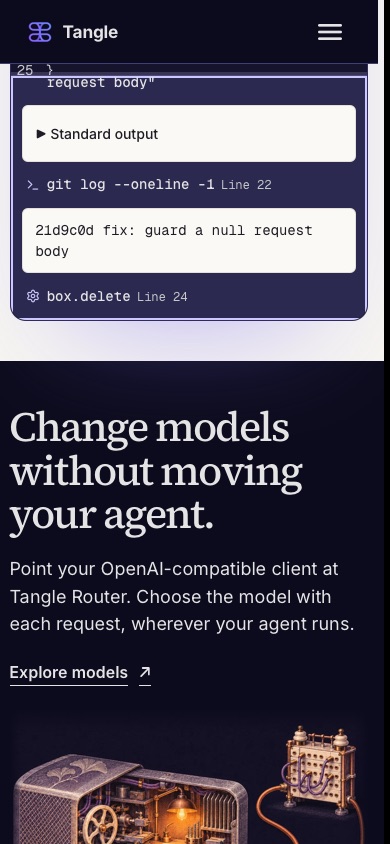 Tangle
25 }
request body"
▶ Standard output
>_ git log --oneline -1 Line 22
21d9c0d fix: guard a null request
body
box.delete Line 24
Change models
without moving
your agent.
Point your OpenAI-compatible client at
Tangle Router. Choose the model with
each request, wherever your agent runs.
Explore models ↗